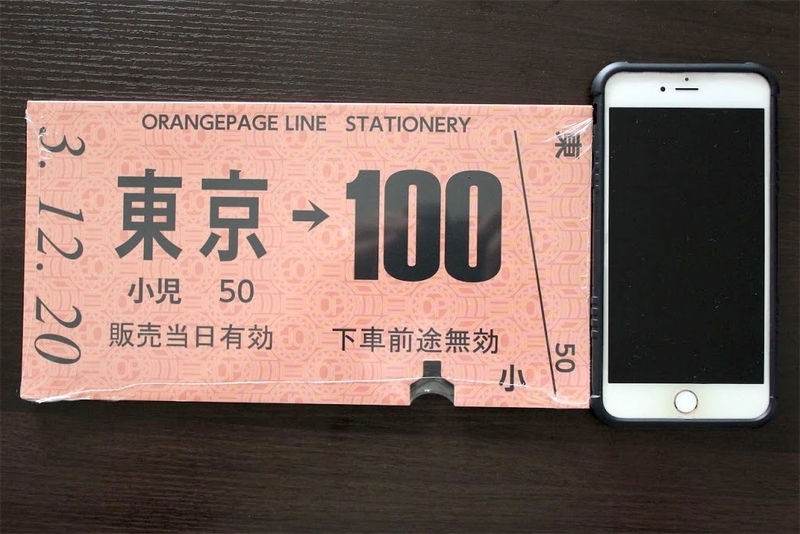 ORANGEPAGE LINE STATIONERY
3. 12. 20
東京→100
小児 50
販売当日有効 下車前途無効
東
小 50